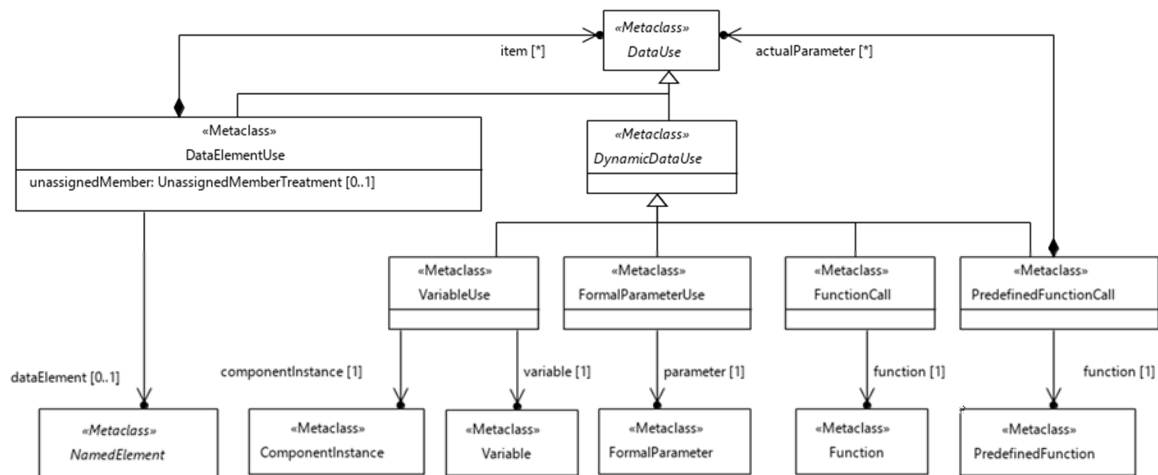 «Metaclass»
DataUse
item [*]
actualParameter [*]
«Metaclass»
DataElementUse
unassignedMember: UnassignedMemberTreatment [0..1]
«Metaclass»
DynamicDataUse
«Metaclass»
VariableUse
«Metaclass»
FormalParameterUse
«Metaclass»
FunctionCall
«Metaclass»
PredefinedFunctionCall
dataElement [0..1]
componentInstance [1]
variable [1]
parameter [1]
function [1]
function [1]
«Metaclass»
NamedElement
«Metaclass»
ComponentInstance
«Metaclass»
Variable
«Metaclass»
FormalParameter
«Metaclass»
Function
«Metaclass»
PredefinedFunction